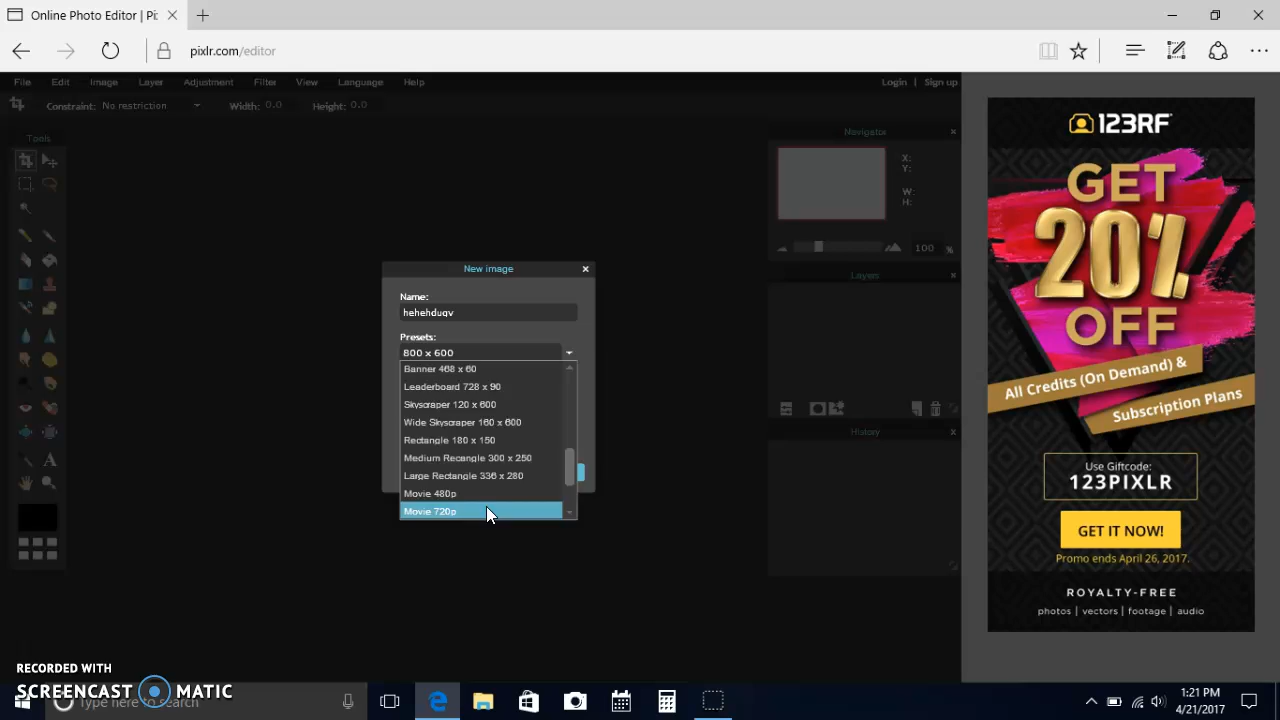 Online Photo Editor | Pi:
pixlr.com/editor
File Edit Image Layer Adjustment Filter View Language Help
Login | Sign up
Constraint: No restriction Width: 0.0 Height: 0.0
Tools
Navigator
X:
Y:
W:
H:
100 %
Layers
History
New image
Name:
hehehduqv
Presets:
800 x 600
Banner 468 x 60
Leaderboard 728 x 90
Skyscraper 120 x 600
Wide Skyscraper 160 x 600
Rectangle 180 x 150
Medium Recangle 300 x 250
Large Rectangle 336 x 280
Movie 480p
Movie 720p
123RF
GET
20%
OFF
All Credits (On Demand) &
Subscription Plans
Use Giftcode:
123PIXLR
GET IT NOW!
Promo ends April 26, 2017.
ROYALTY-FREE
photos | vectors | footage | audio
RECORDED WITH
SCREENCAST MATIC
Type here to search
1:21 PM
4/21/2017